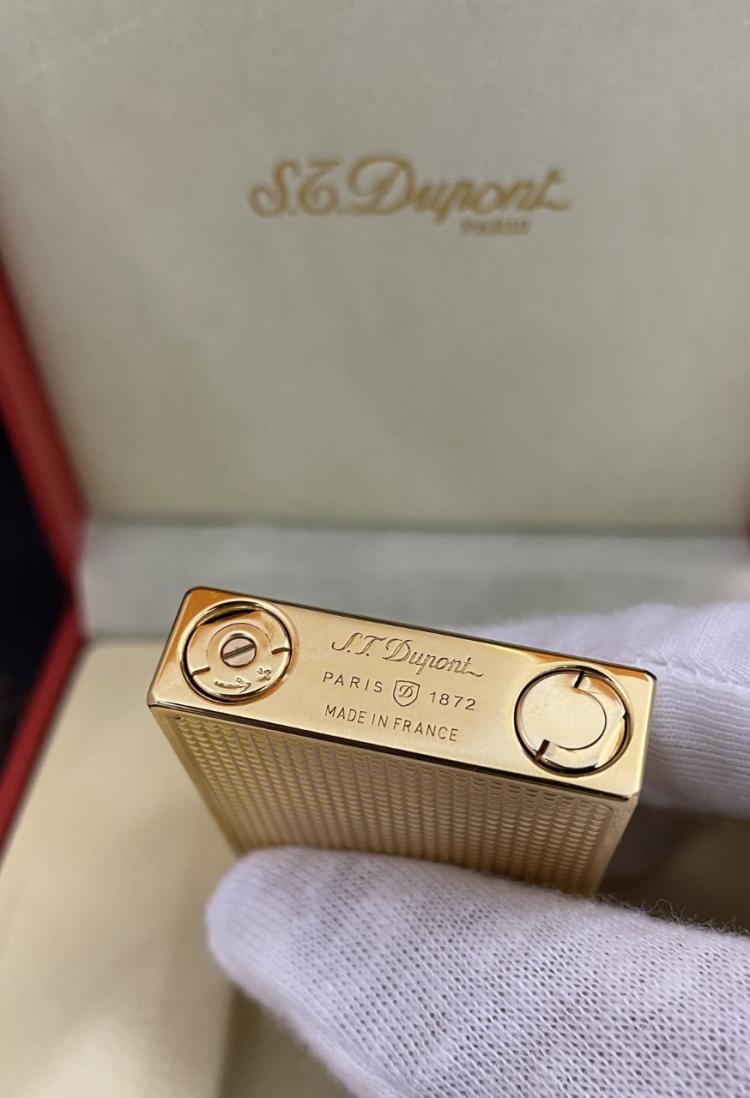 S.T. Dupont
PARIS
S.T. Dupont
PARIS D 1872
MADE IN FRANCE